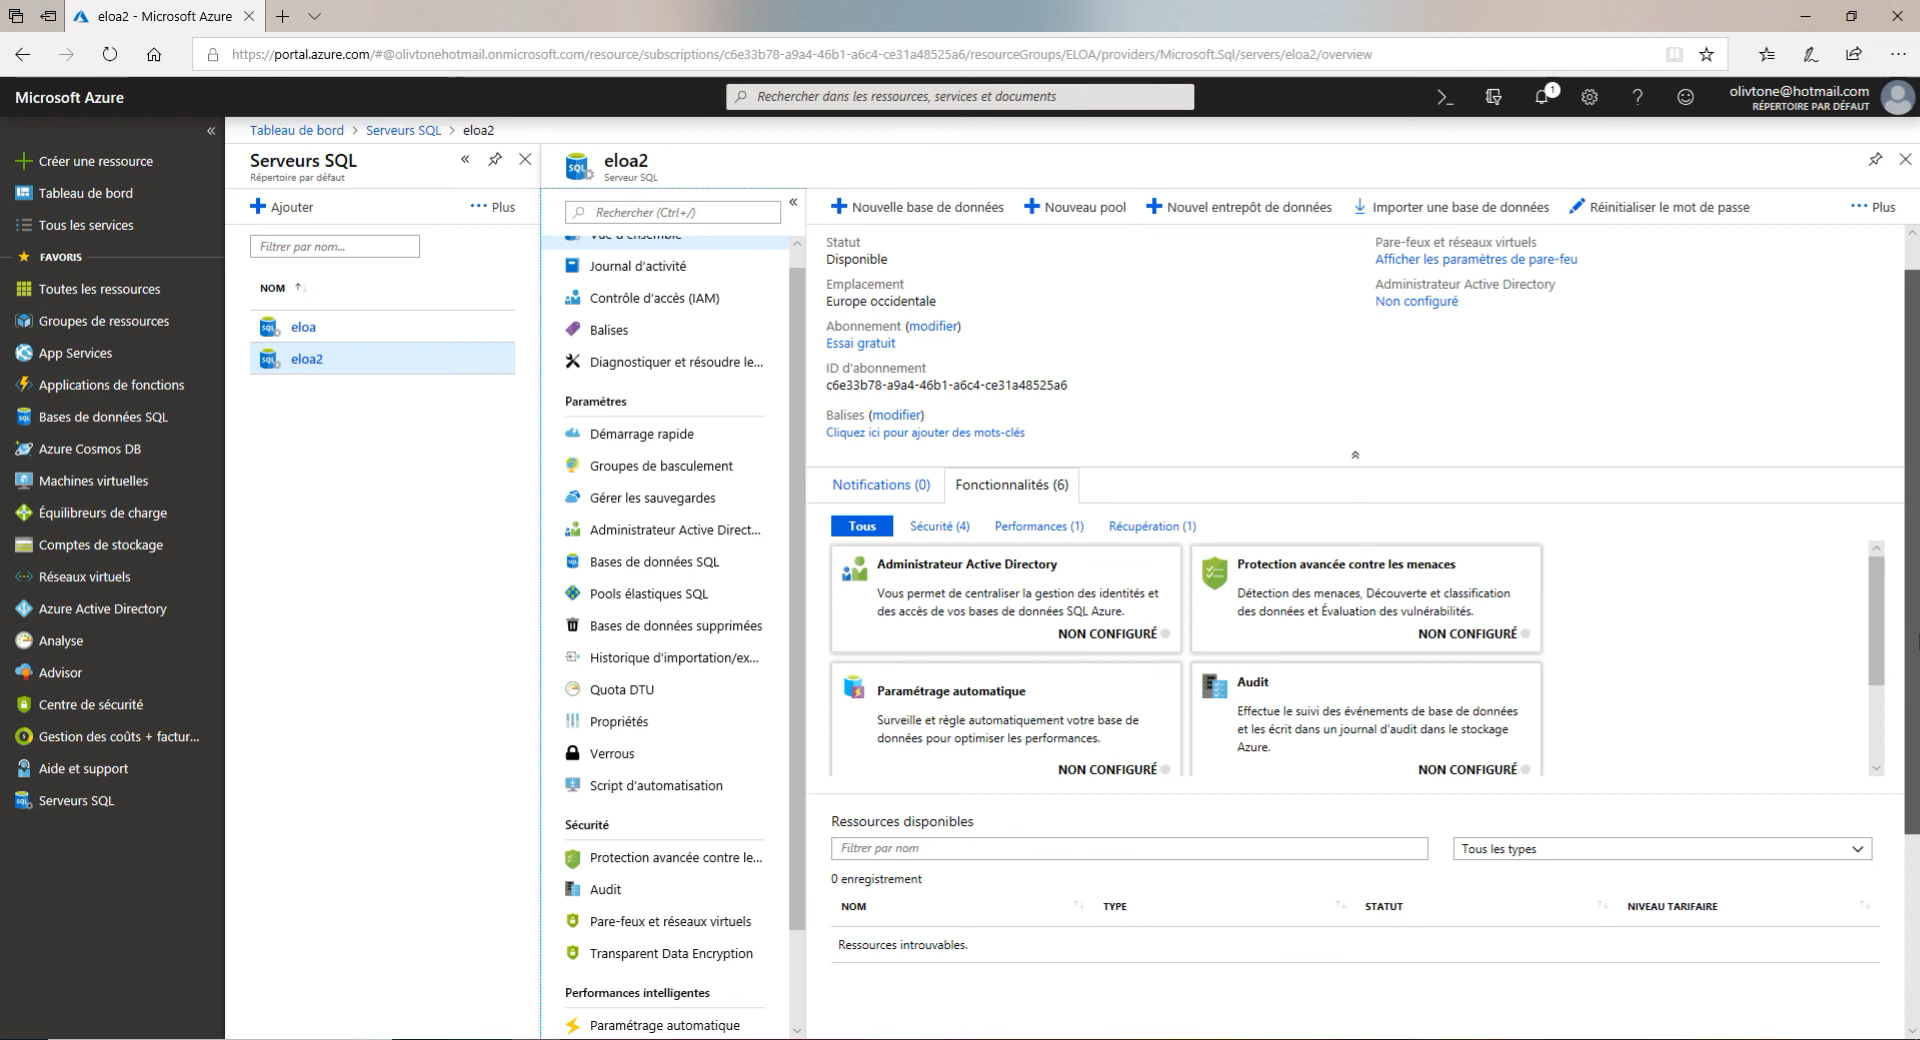 eloa2 - Microsoft Azure
https://portal.azure.com/#@olivtonehotmail.onmicrosoft.com/resource/subscriptions/c6e33b78-a9a4-46b1-a6c4-ce31a48525a6/resourceGroups/ELOA/providers/Microsoft.Sql/servers/eloa2/overview
Microsoft Azure
Rechercher dans les ressources, services et documents
1
olivtone@hotmail.com
RÉPERTOIRE PAR DÉFAUT
Créer une ressource
Tableau de bord
Tous les services
FAVORIS
Toutes les ressources
Groupes de ressources
App Services
Applications de fonctions
Bases de données SQL
Azure Cosmos DB
Machines virtuelles
Équilibreurs de charge
Comptes de stockage
Réseaux virtuels
Azure Active Directory
Analyse
Advisor
Centre de sécurité
Gestion des coûts + factur...
Aide et support
Serveurs SQL
Tableau de bord > Serveurs SQL > eloa2
Serveurs SQL
Répertoire par défaut
Ajouter
Plus
Filtrer par nom...
NOM
eloa
eloa2
eloa2
Serveur SQL
Rechercher (Ctrl+/)
Vue d'ensemble
Journal d'activité
Contrôle d'accès (IAM)
Balises
Diagnostiquer et résoudre le...
Paramètres
Démarrage rapide
Groupes de basculement
Gérer les sauvegardes
Administrateur Active Direct...
Bases de données SQL
Pools élastiques SQL
Bases de données supprimées
Historique d'importation/ex...
Quota DTU
Propriétés
Verrous
Script d'automatisation
Sécurité
Protection avancée contre le...
Audit
Pare-feux et réseaux virtuels
Transparent Data Encryption
Performances intelligentes
Paramétrage automatique
Nouvelle base de données
Nouveau pool
Nouvel entrepôt de données
Importer une base de données
Réinitialiser le mot de passe
Plus
Statut
Disponible
Emplacement
Europe occidentale
Abonnement (modifier)
Essai gratuit
ID d'abonnement
c6e33b78-a9a4-46b1-a6c4-ce31a48525a6
Balises (modifier)
Cliquez ici pour ajouter des mots-clés
Pare-feux et réseaux virtuels
Afficher les paramètres de pare-feu
Administrateur Active Directory
Non configuré
Notifications (0)
Fonctionnalités (6)
Tous
Sécurité (4)
Performances (1)
Récupération (1)
Administrateur Active Directory
Vous permet de centraliser la gestion des identités et
des accès de vos bases de données SQL Azure.
NON CONFIGURÉ
Protection avancée contre les menaces
Détection des menaces, Découverte et classification
des données et Évaluation des vulnérabilités.
NON CONFIGURÉ
Paramétrage automatique
Surveille et règle automatiquement votre base de
données pour optimiser les performances.
NON CONFIGURÉ
Audit
Effectue le suivi des événements de base de données
et les écrit dans un journal d'audit dans le stockage
Azure.
NON CONFIGURÉ
Ressources disponibles
Filtrer par nom
Tous les types
0 enregistrement
NOM
TYPE
STATUT
NIVEAU TARIFAIRE
Ressources introuvables.